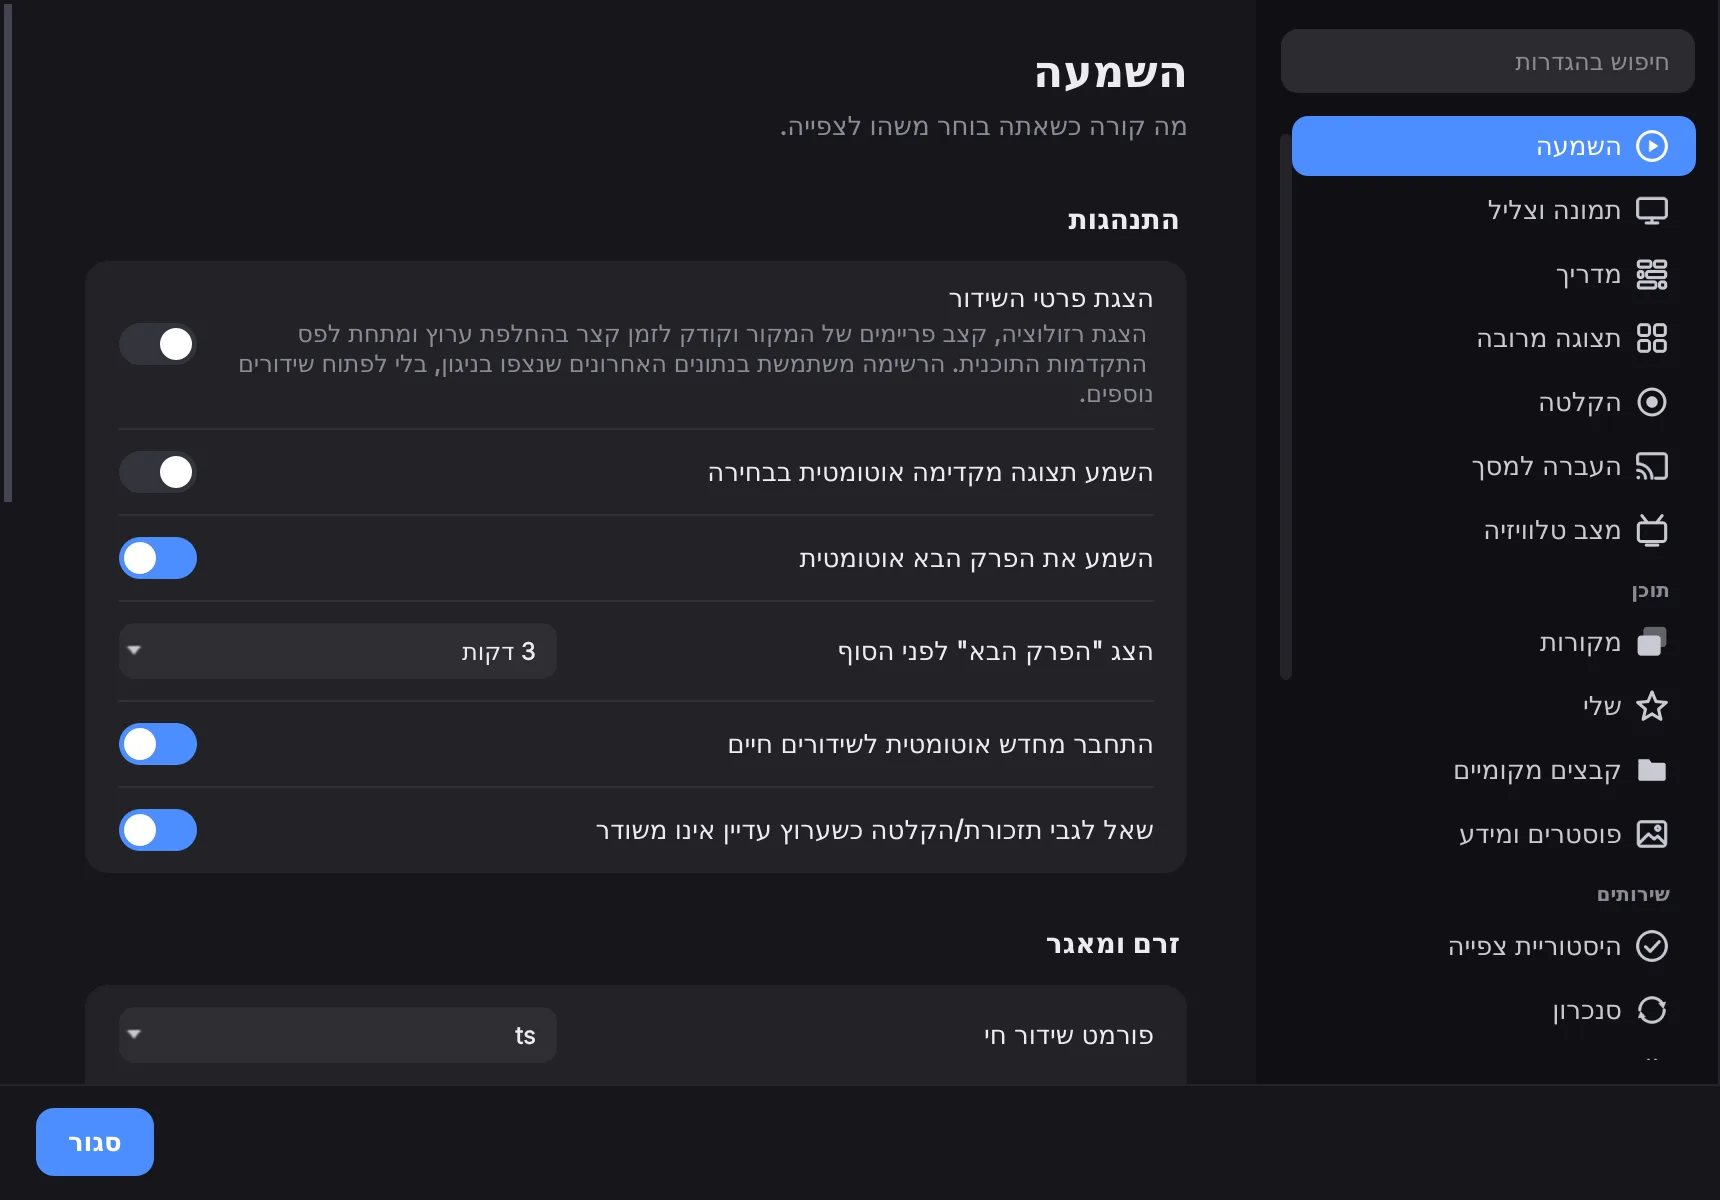 חיפוש בהגדרות
השמעה
תמונה וצליל
מדריך
תצוגה מרובה
הקלטה
העברה למסך
מצב טלוויזיה
תוכן
מקורות
שלי
קבצים מקומיים
פוסטרים ומידע
שירותים
היסטוריית צפייה
סנכרון
השמעה
מה קורה כשאתה בוחר משהו לצפייה.
התנהגות
הצגת פרטי השידור
הצגת רזולוציה, קצב פריימים של המקור וקודק לזמן קצר בהחלפת ערוץ ומתחת לפס
התקדמות התוכנית. הרשימה משתמשת בנתונים האחרונים שנצפו בניגון, בלי לפתוח שידורים
נוספים.
השמע תצוגה מקדימה אוטומטית בבחירה
השמע את הפרק הבא אוטומטית
הצג "הפרק הבא" לפני הסוף
3 דקות
התחבר מחדש אוטומטית לשידורים חיים
שאל לגבי תזכורת/הקלטה כשערוץ עדיין אינו משודר
זרם ומאגר
פורמט שידור חי
ts
סגור